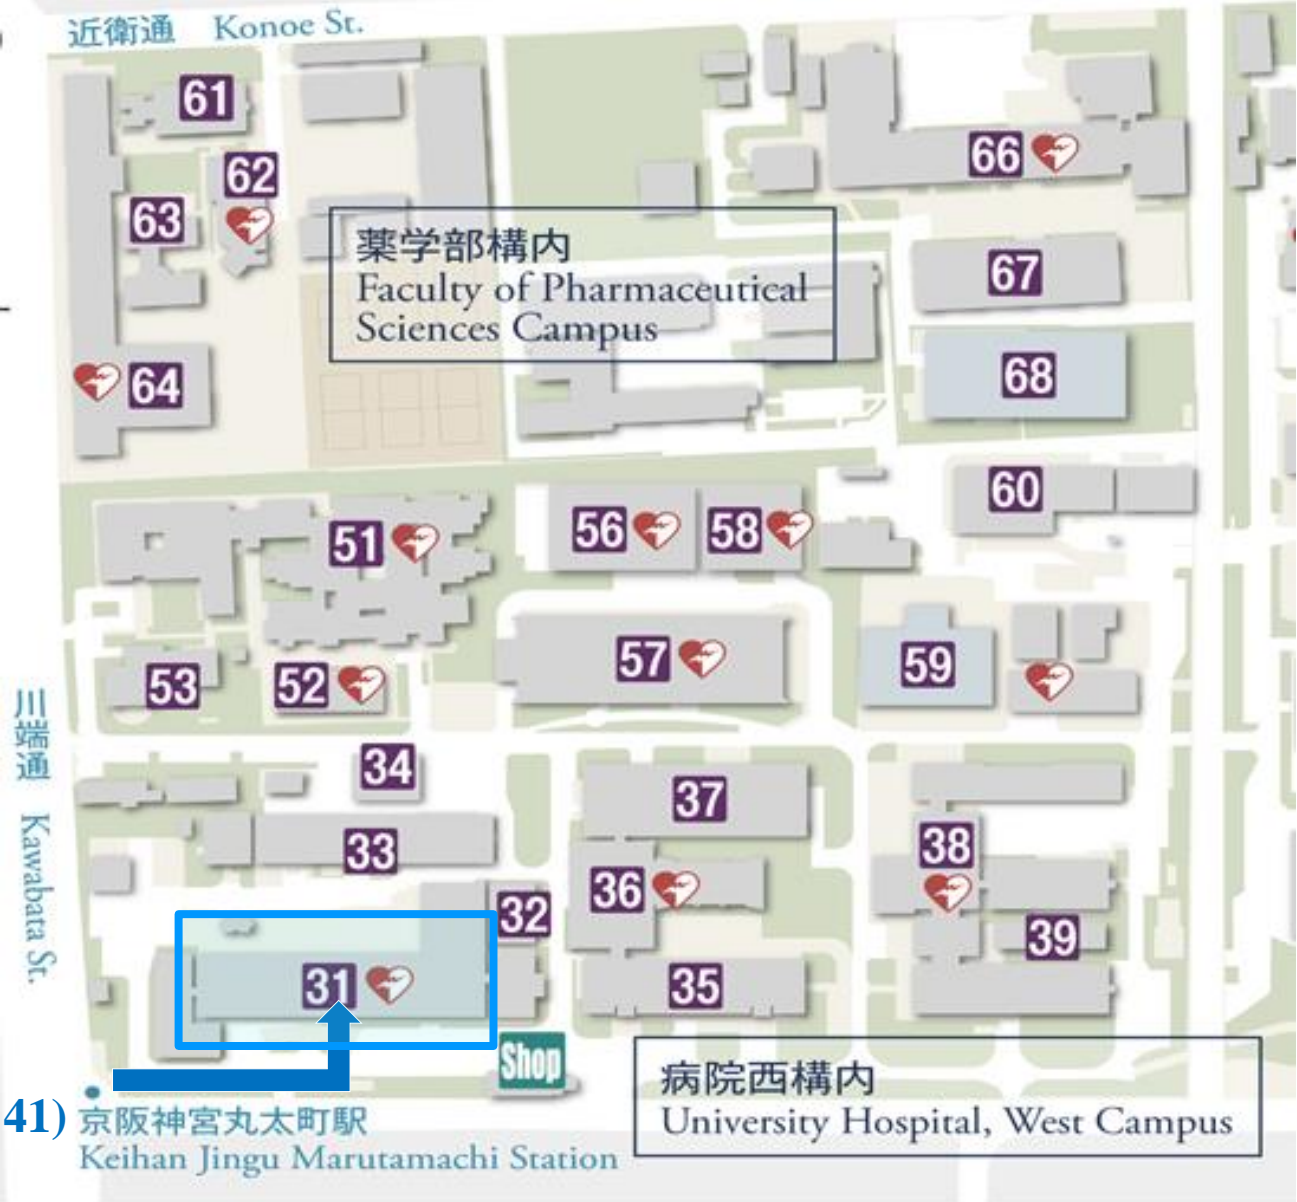 近衛通 Konoe St.
61
62
66
63
薬学部構内
Faculty of Pharmaceutical
Sciences Campus
67
64
68
60
51
56
58
57
59
53
52
川端通 Kawabata St.
34
37
33
38
36
32
39
31
35
Shop
病院西構内
University Hospital, West Campus
41)
京阪神宮丸太町駅
Keihan Jingu Marutamachi Station